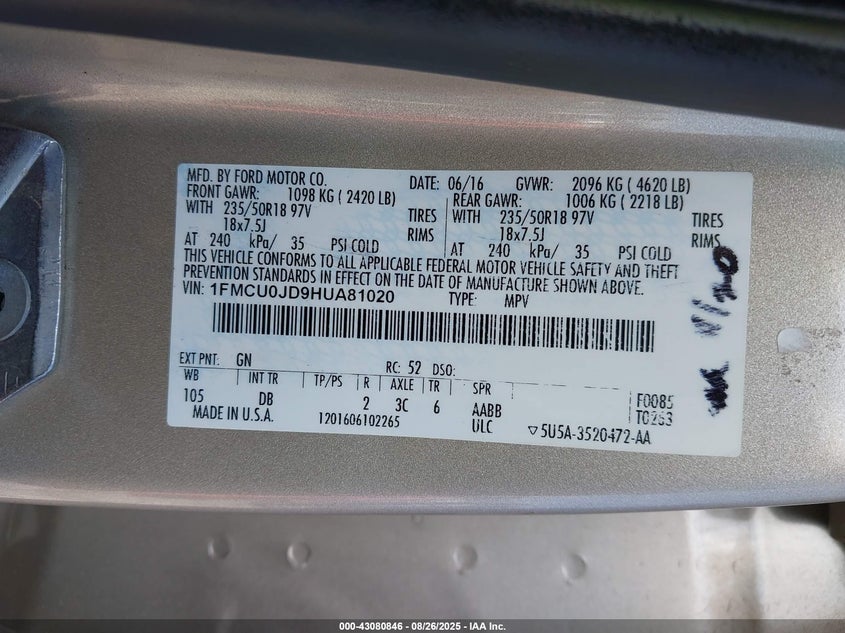 MFD. BY FORD MOTOR CO. DATE: 06/16 GVWR: 2096 KG ( 4620 LB)
FRONT GAWR: 1098 KG ( 2420 LB) REAR GAWR: 1006 KG ( 2218 LB)
WITH 235/50R18 97V TIRES WITH 235/50R18 97V TIRES
18x7.5J RIMS 18x7.5J RIMS
AT 240 kPa/ 35 PSI COLD AT 240 kPa/ 35 PSI COLD
THIS VEHICLE CONFORMS TO ALL APPLICABLE FEDERAL MOTOR VEHICLE SAFETY AND THEFT
PREVENTION STANDARDS IN EFFECT ON THE DATE OF MANUFACTURE SHOWN ABOVE.
VIN: 1FMCU0JD9HUA81020 TYPE: MPV
EXT PNT: GN RC: 52 DSO:
WB INT TR TP/PS R AXLE TR SPR
105 DB 2 3C 6 AABB
ULC
F0085
MADE IN U.S.A. 1201606102265
▽5U5A-3520472-AA
000-43080846 - 08/26/2025 - IAA Inc.